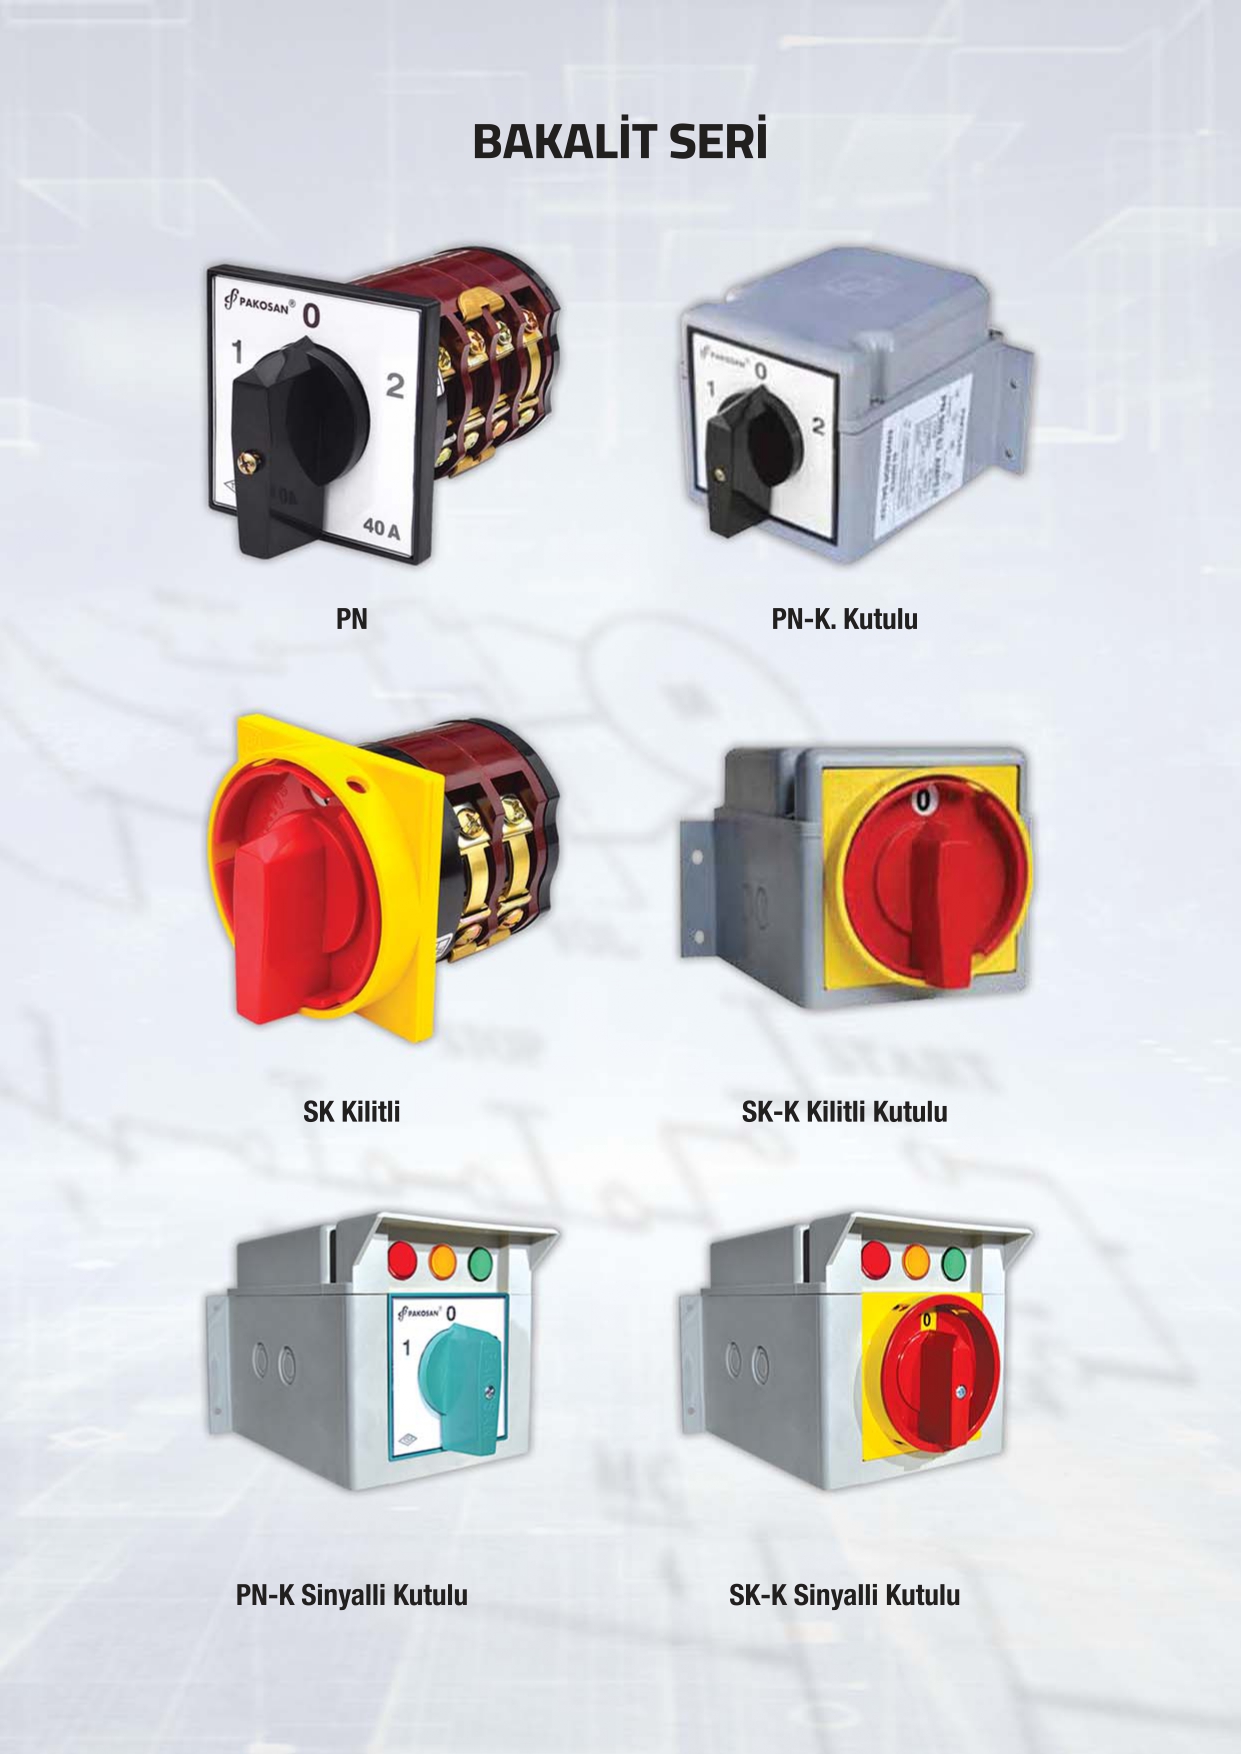 BAKALİT SERİ
PAKOSAN®
0
1
2
40 A
PAKOSAN®
0
1
2
PN
PN-K. Kutulu
0
SK Kilitli
SK-K Kilitli Kutulu
PAKOSAN®
0
1
0
PN-K Sinyalli Kutulu
SK-K Sinyalli Kutulu